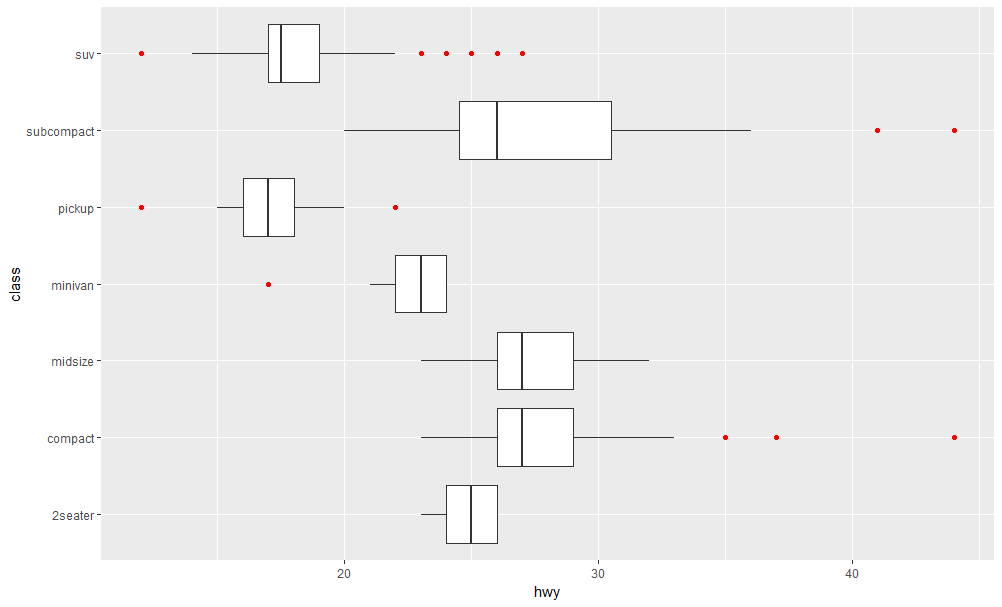 suv
subcompact
pickup
minivan
midsize
compact
2seater
class
20 30 40
hwy